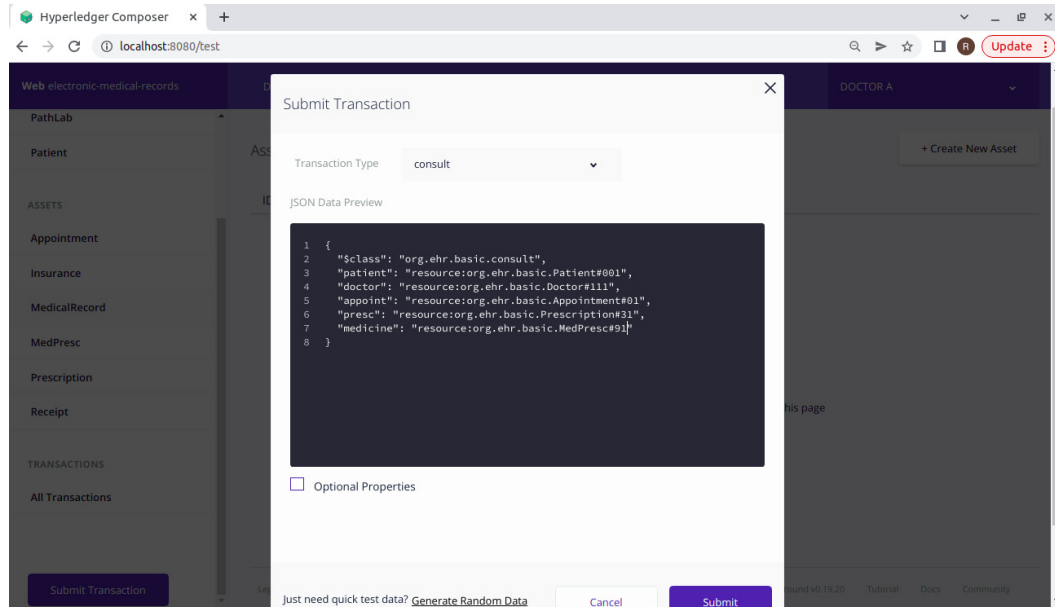 Hyperledger Composer
localhost:8080/test
R
Update
Web electronic-medical-records
D
DOCTOR A
PathLab
Patient
ASSETS
Appointment
Insurance
MedicalRecord
MedPresc
Prescription
Receipt
TRANSACTIONS
All Transactions
Submit Transaction
Ass
+ Create New Asset
ID
Submit Transaction
Transaction Type
consult
JSON Data Preview
1 {
2 "$class": "org.ehr.basic.consult",
3 "patient": "resource:org.ehr.basic.Patient#001",
4 "doctor": "resource:org.ehr.basic.Doctor#111",
5 "appoint": "resource:org.ehr.basic.Appointment#01",
6 "presc": "resource:org.ehr.basic.Prescription#31",
7 "medicine": "resource:org.ehr.basic.MedPresc#91"
8 }
Optional Properties
Just need quick test data? Generate Random Data
Cancel
Submit
his page
v0.19.20
Tutorial
Docs
Community